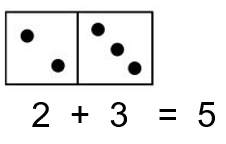 2 + 3 = 5